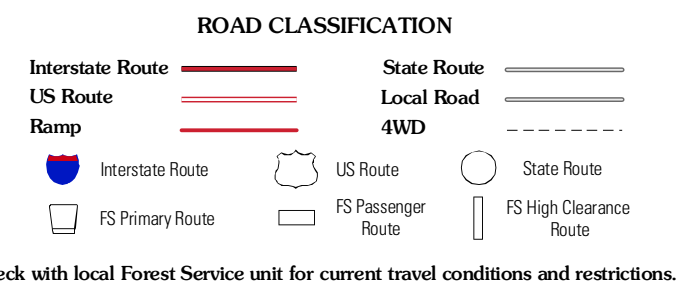 ROAD CLASSIFICATION
Interstate Route
State Route
US Route
Local Road
Ramp
4WD
Interstate Route
US Route
State Route
FS Primary Route
FS Passenger
Route
FS High Clearance
Route
eck with local Forest Service unit for current travel conditions and restrictions.